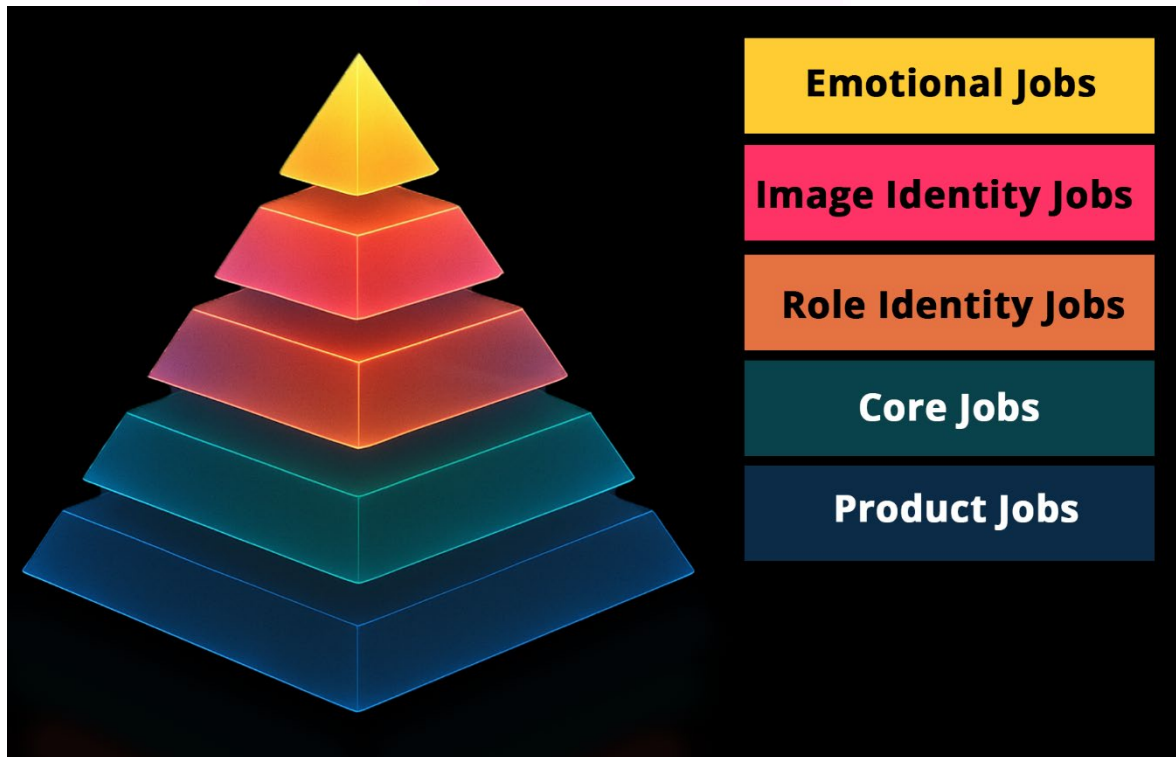 Emotional Jobs
Image Identity Jobs
Role Identity Jobs
Core Jobs
Product Jobs